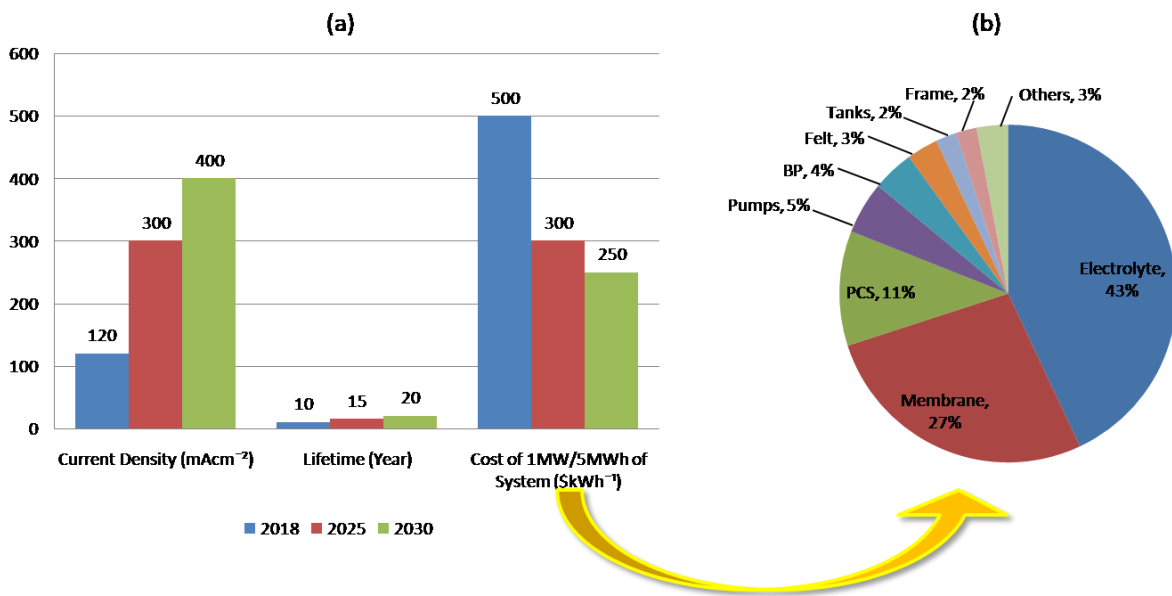 (a)
600
500
400
300
200
100
0
120
300
400
10
15
20
500
300
250
Current Density (mAcm⁻²)
Lifetime (Year)
Cost of 1MW/5MWh of
System ($kWh⁻¹)
2018
2025
2030
(b)
Frame, 2%
Others, 3%
Tanks, 2%
Felt, 3%
BP, 4%
Pumps, 5%
PCS, 11%
Electrolyte,
43%
Membrane,
27%